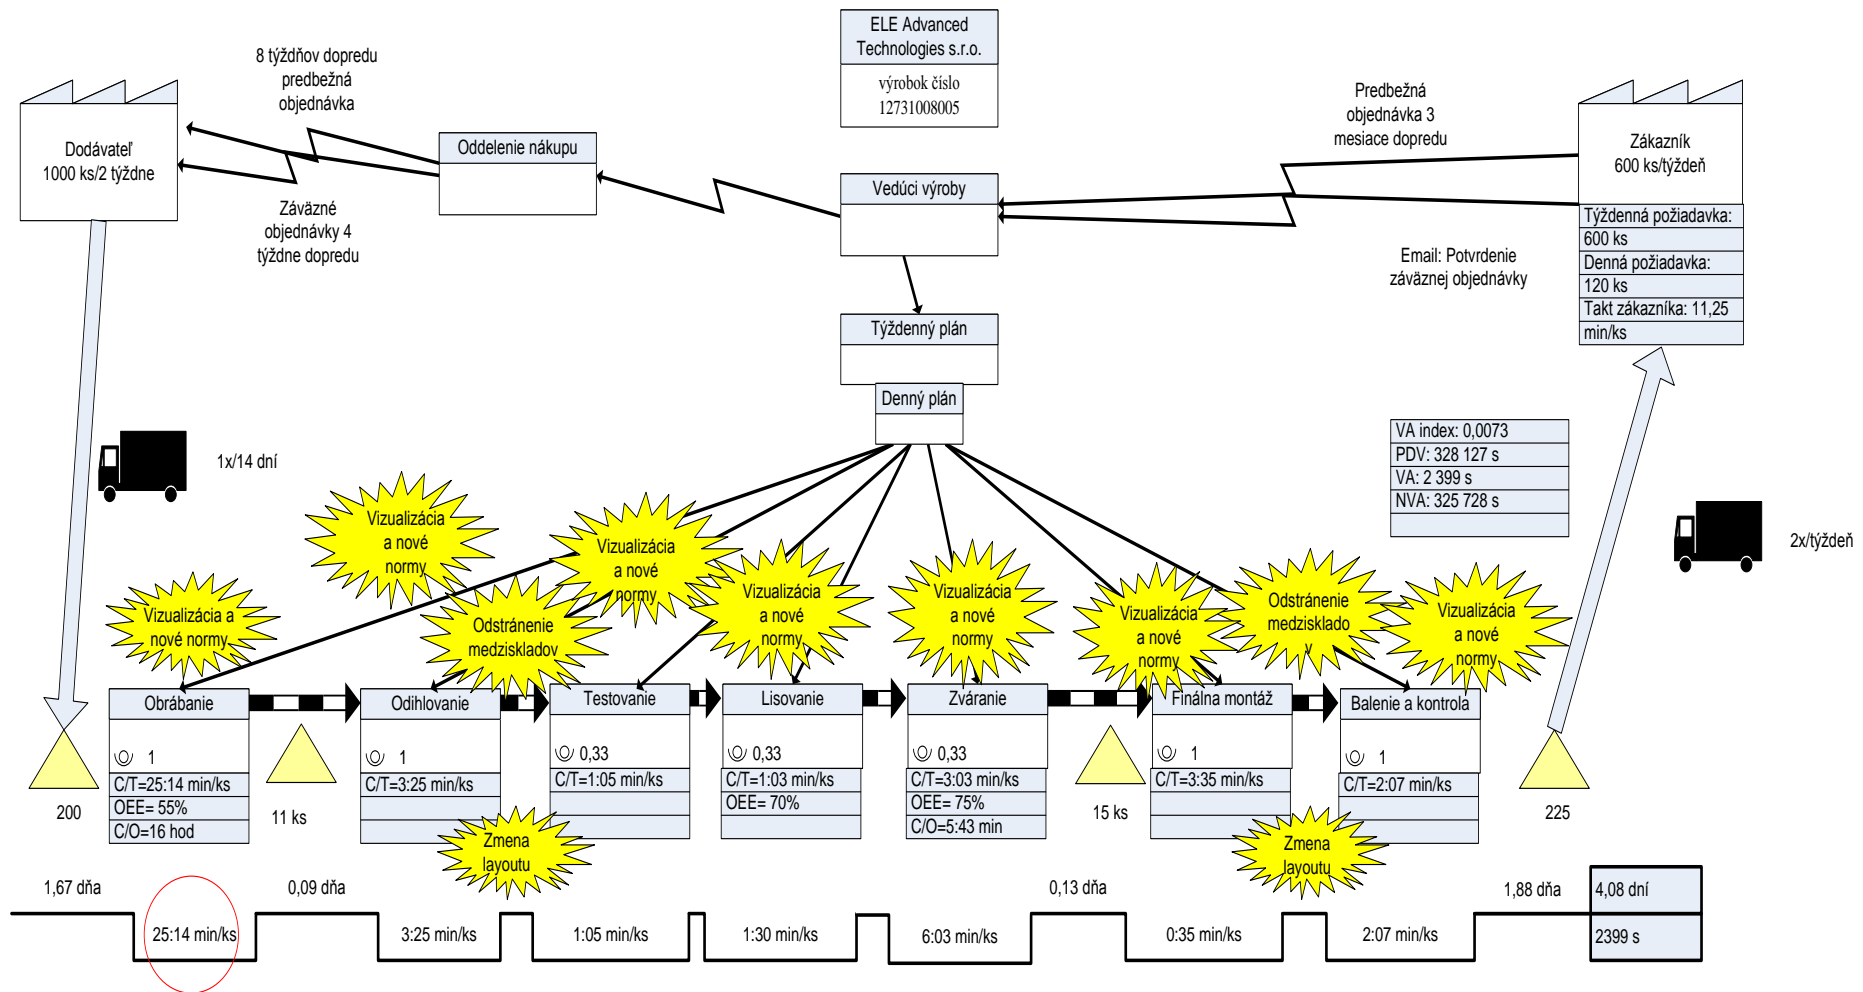 ELE Advanced
Technologies s.r.o.
výrobok číslo
12731008005
8 týždňov dopredu
predbežná
objednávka
Dodávateľ
1000 ks/2 týždne
Oddelenie nákupu
Záväzné
objednávky 4
týždne dopredu
Vedúci výroby
Predbežná
objednávka 3
mesiace dopredu
Zákazník
600 ks/týždeň
Týždenná požiadavka:
600 ks
Denná požiadavka:
120 ks
Takt zákazníka: 11,25
min/ks
Email: Potvrdenie
záväznej objednávky
Týždenný plán
Denný plán
VA index: 0,0073
PDV: 328 127 s
VA: 2 399 s
NVA: 325 728 s
1x/14 dní
2x/týždeň
Vizualizácia a
nové normy
Vizualizácia
a nové
normy
Odstránenie
medziskladov
Vizualizácia
a nové
normy
Vizualizácia
a nové
normy
Vizualizácia
a nové
normy
Vizualizácia
a nové
normy
Odstránenie
medzisklado
v
Vizualizácia
a nové
normy
Obrábanie
1
C/T=25:14 min/ks
OEE= 55%
C/O=16 hod
Odihlovanie
1
C/T=3:25 min/ks
Testovanie
0,33
C/T=1:05 min/ks
Lisovanie
0,33
C/T=1:03 min/ks
OEE= 70%
Zváranie
0,33
C/T=3:03 min/ks
OEE= 75%
C/O=5:43 min
Finálna montáž
1
C/T=3:35 min/ks
Balenie a kontrola
1
C/T=2:07 min/ks
200
11 ks
15 ks
225
Zmena
layoutu
Zmena
layoutu
1,67 dňa
0,09 dňa
0,13 dňa
1,88 dňa
4,08 dní
25:14 min/ks
3:25 min/ks
1:05 min/ks
1:30 min/ks
6:03 min/ks
0:35 min/ks
2:07 min/ks
2399 s